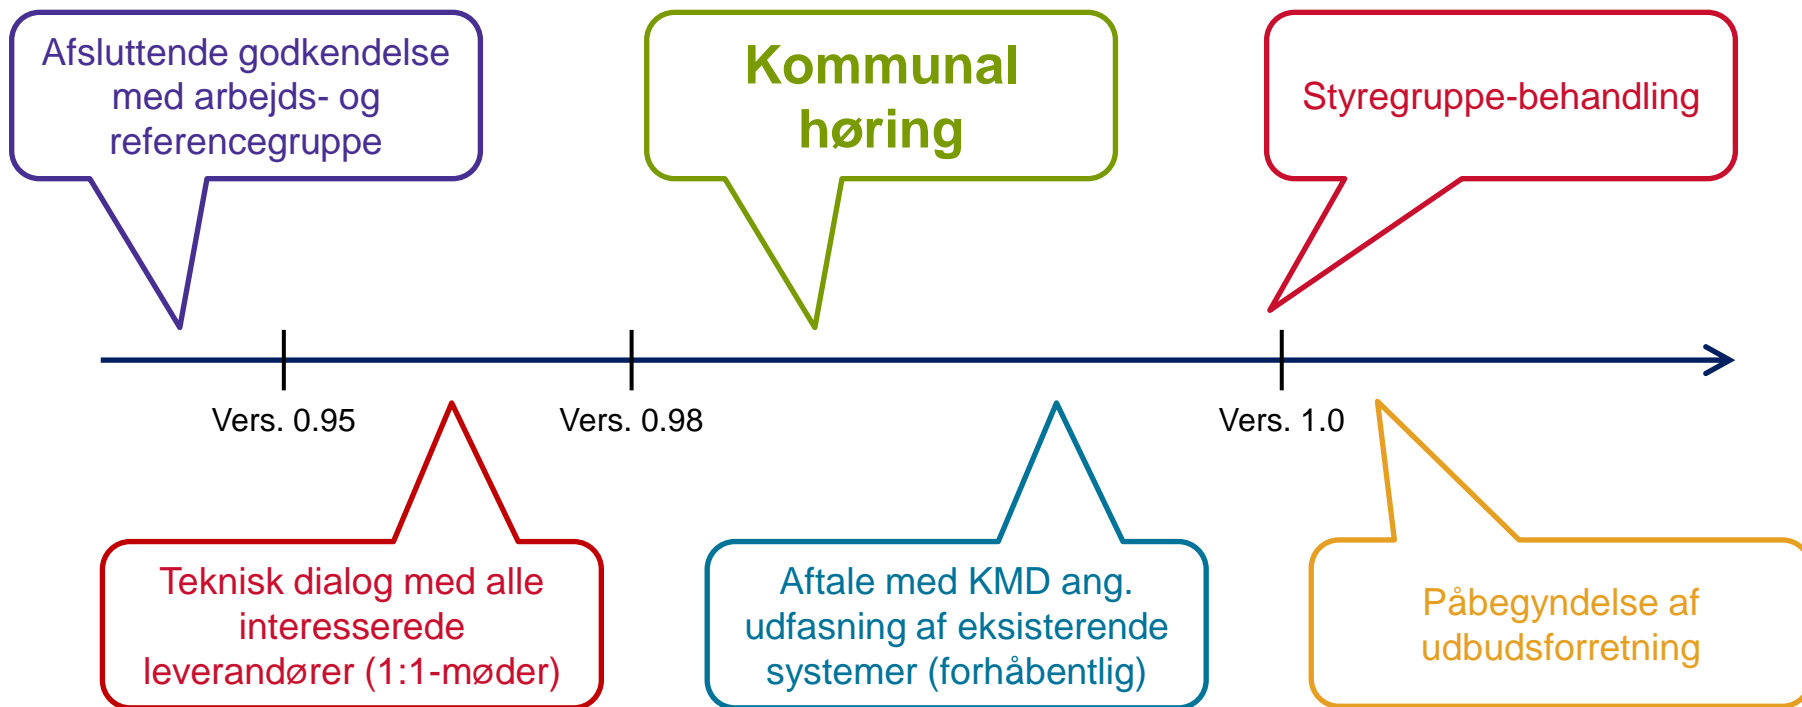 Afsluttende godkendelse
med arbejds- og
referencegruppe
Kommunal
høring
Styregruppe-behandling
Vers. 0.95
Vers. 0.98
Vers. 1.0
Teknisk dialog med alle
interesserede
leverandører (1:1-møder)
Aftale med KMD ang.
udfasning af eksisterende
systemer (forhåbentlig)
Påbegyndelse af
udbudsforretning